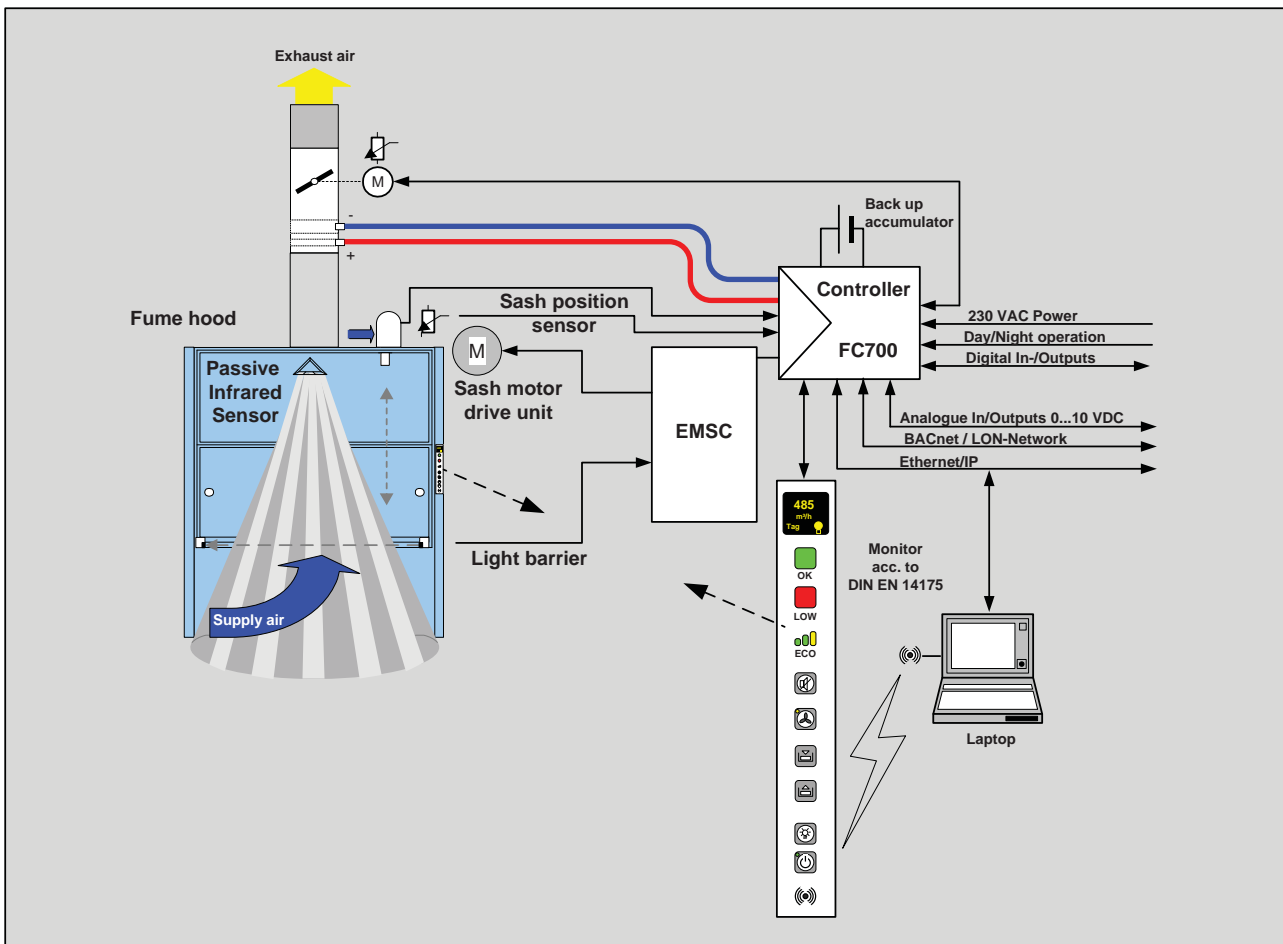 Exhaust air
M
-
+
Back up
accumulator
Controller
FC700
230 VAC Power
Day/Night operation
Digital In-/Outputs
Analogue In/Outputs 0...10 VDC
BACnet / LON-Network
Ethernet/IP
Fume hood
Sash position
sensor
M
Sash motor
drive unit
Passive
Infrared
Sensor
EMSC
Light barrier
Supply air
485
m³/h
Tag
OK
LOW
ECO
Monitor
acc. to
DIN EN 14175
Laptop